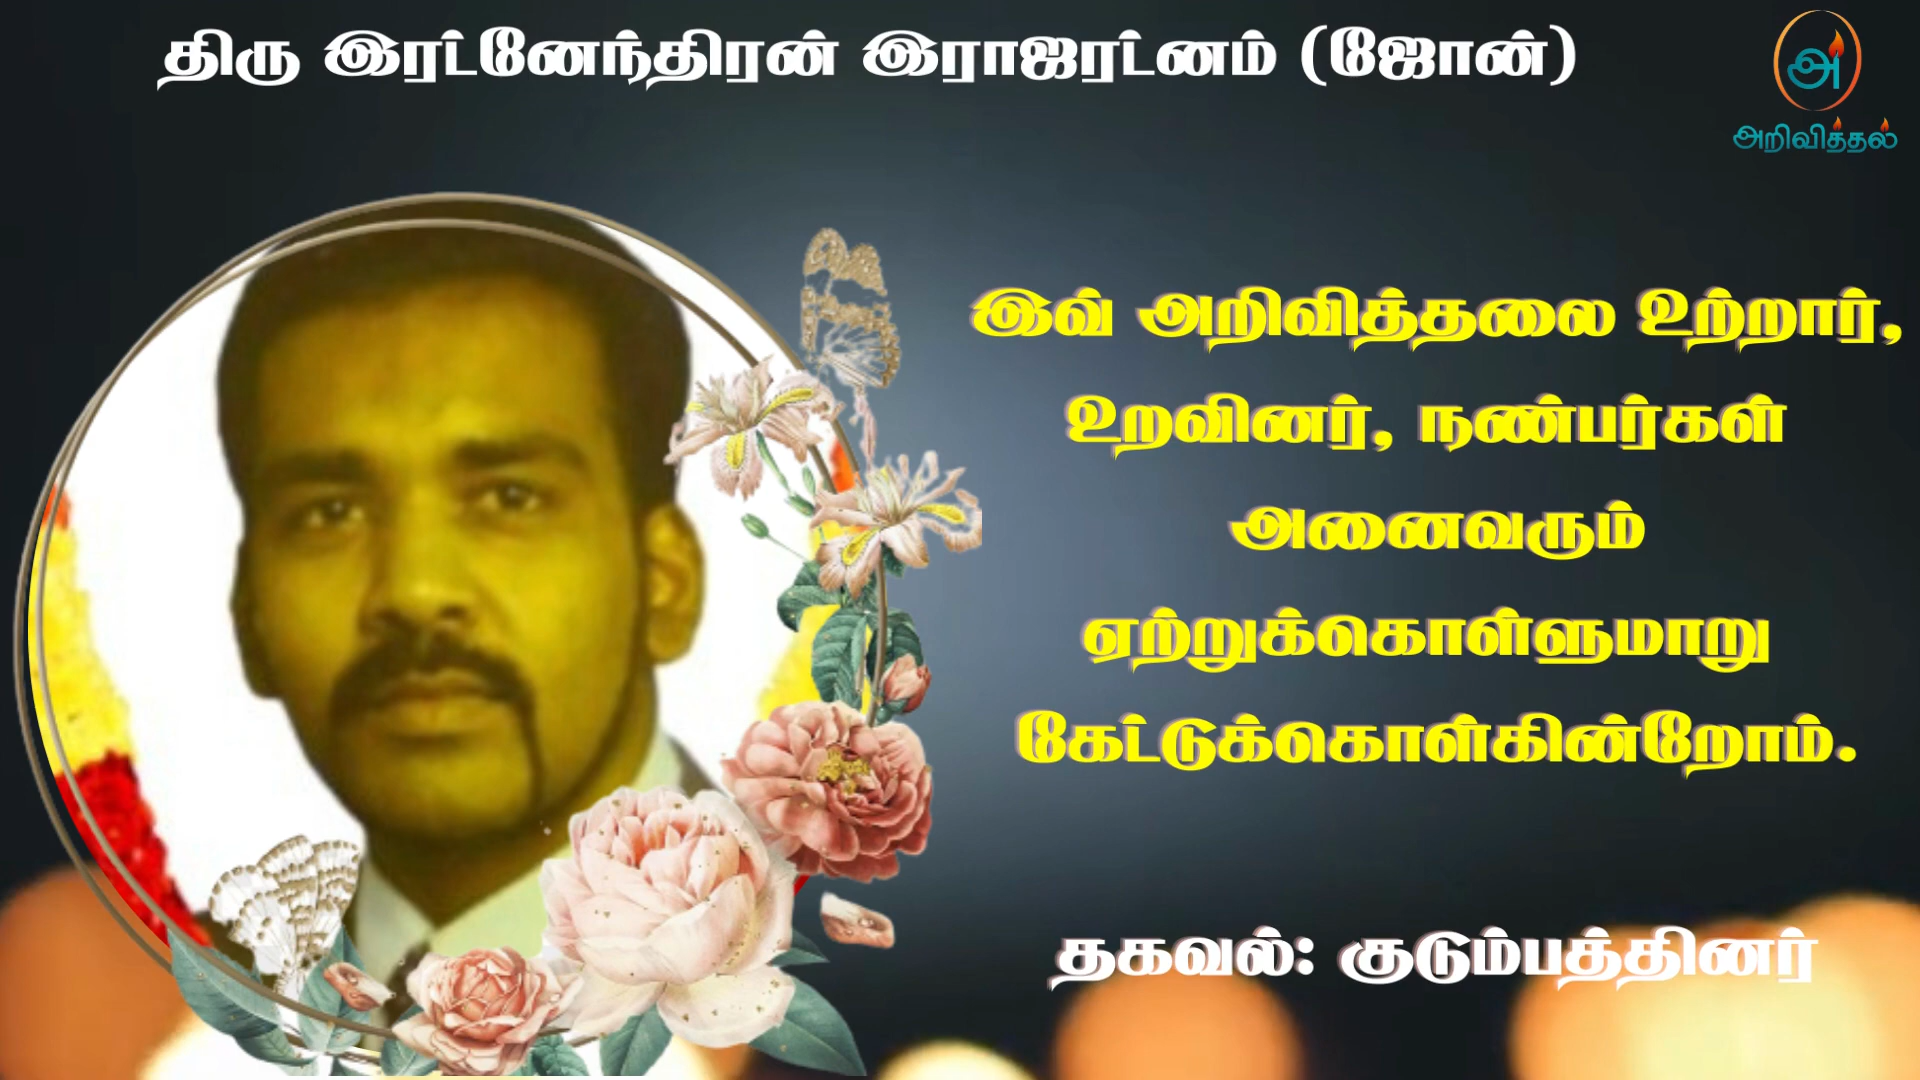 திரு இரட்னேந்திரன் இராஜரட்னம் (ஜோன்)
அ
அறிவித்தல்
இவ் அறிவித்தலை உற்றார்,
உறவினர், நண்பர்கள்
அனைவரும்
ஏற்றுக்கொள்ளுமாறு
கேட்டுக்கொள்கின்றோம்.
தகவல்: குடும்பத்தினர்